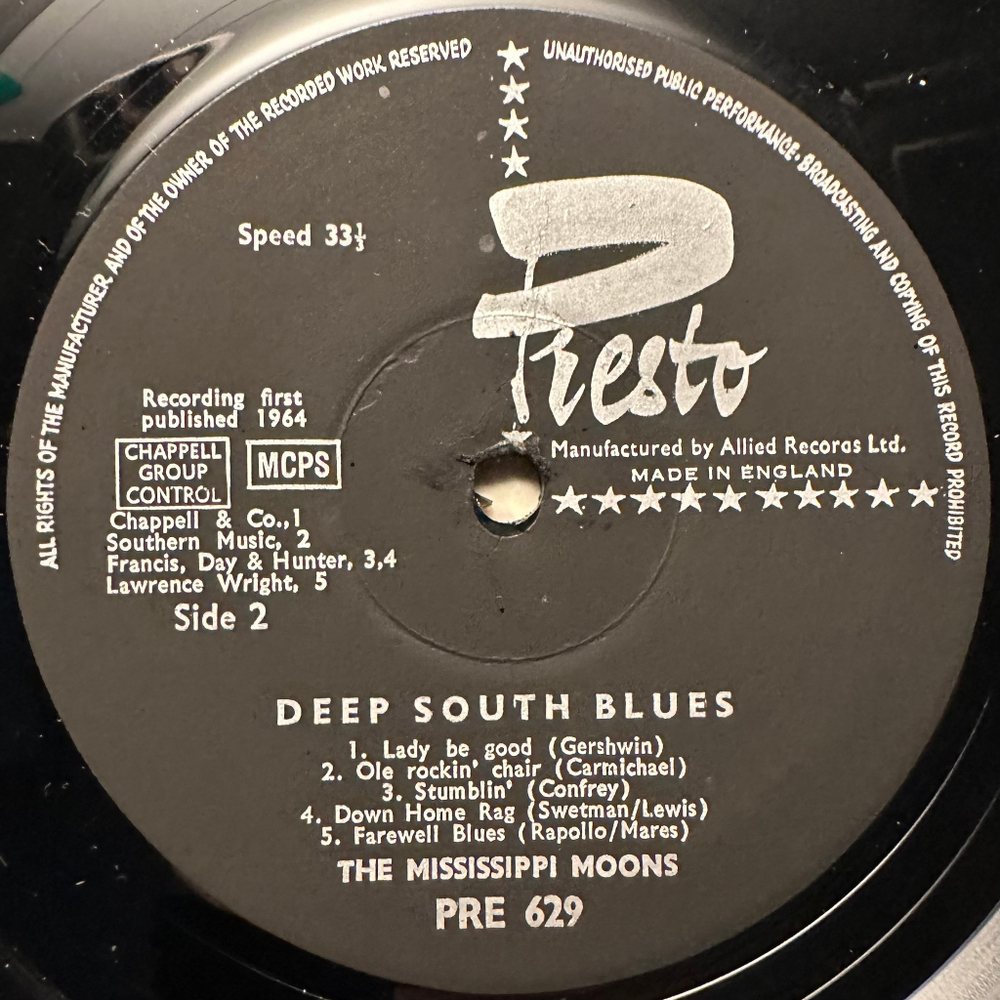 ALL RIGHTS OF THE MANUFACTURER AND OF THE OWNER OF THE RECORDED WORK RESERVED
UNAUTHORISED PUBLIC PERFORMANCE · BROADCASTING AND COPYING OF THIS RECORD PROHIBITED
Speed 33⅓
Presto
Recording first
published 1964
CHAPPELL
GROUP
CONTROL
MCPS
Manufactured by Allied Records Ltd.
MADE IN ENGLAND
Chappell & Co.,1
Southern Music, 2
Francis, Day & Hunter, 3,4
Lawrence Wright, 5
Side 2
DEEP SOUTH BLUES
1. Lady be good (Gershwin)
2. Ole rockin' chair (Carmichael)
3. Stumblin' (Confrey)
4. Down Home Rag (Swetman/Lewis)
5. Farewell Blues (Rapollo/Mares)
THE MISSISSIPPI MOONS
PRE 629